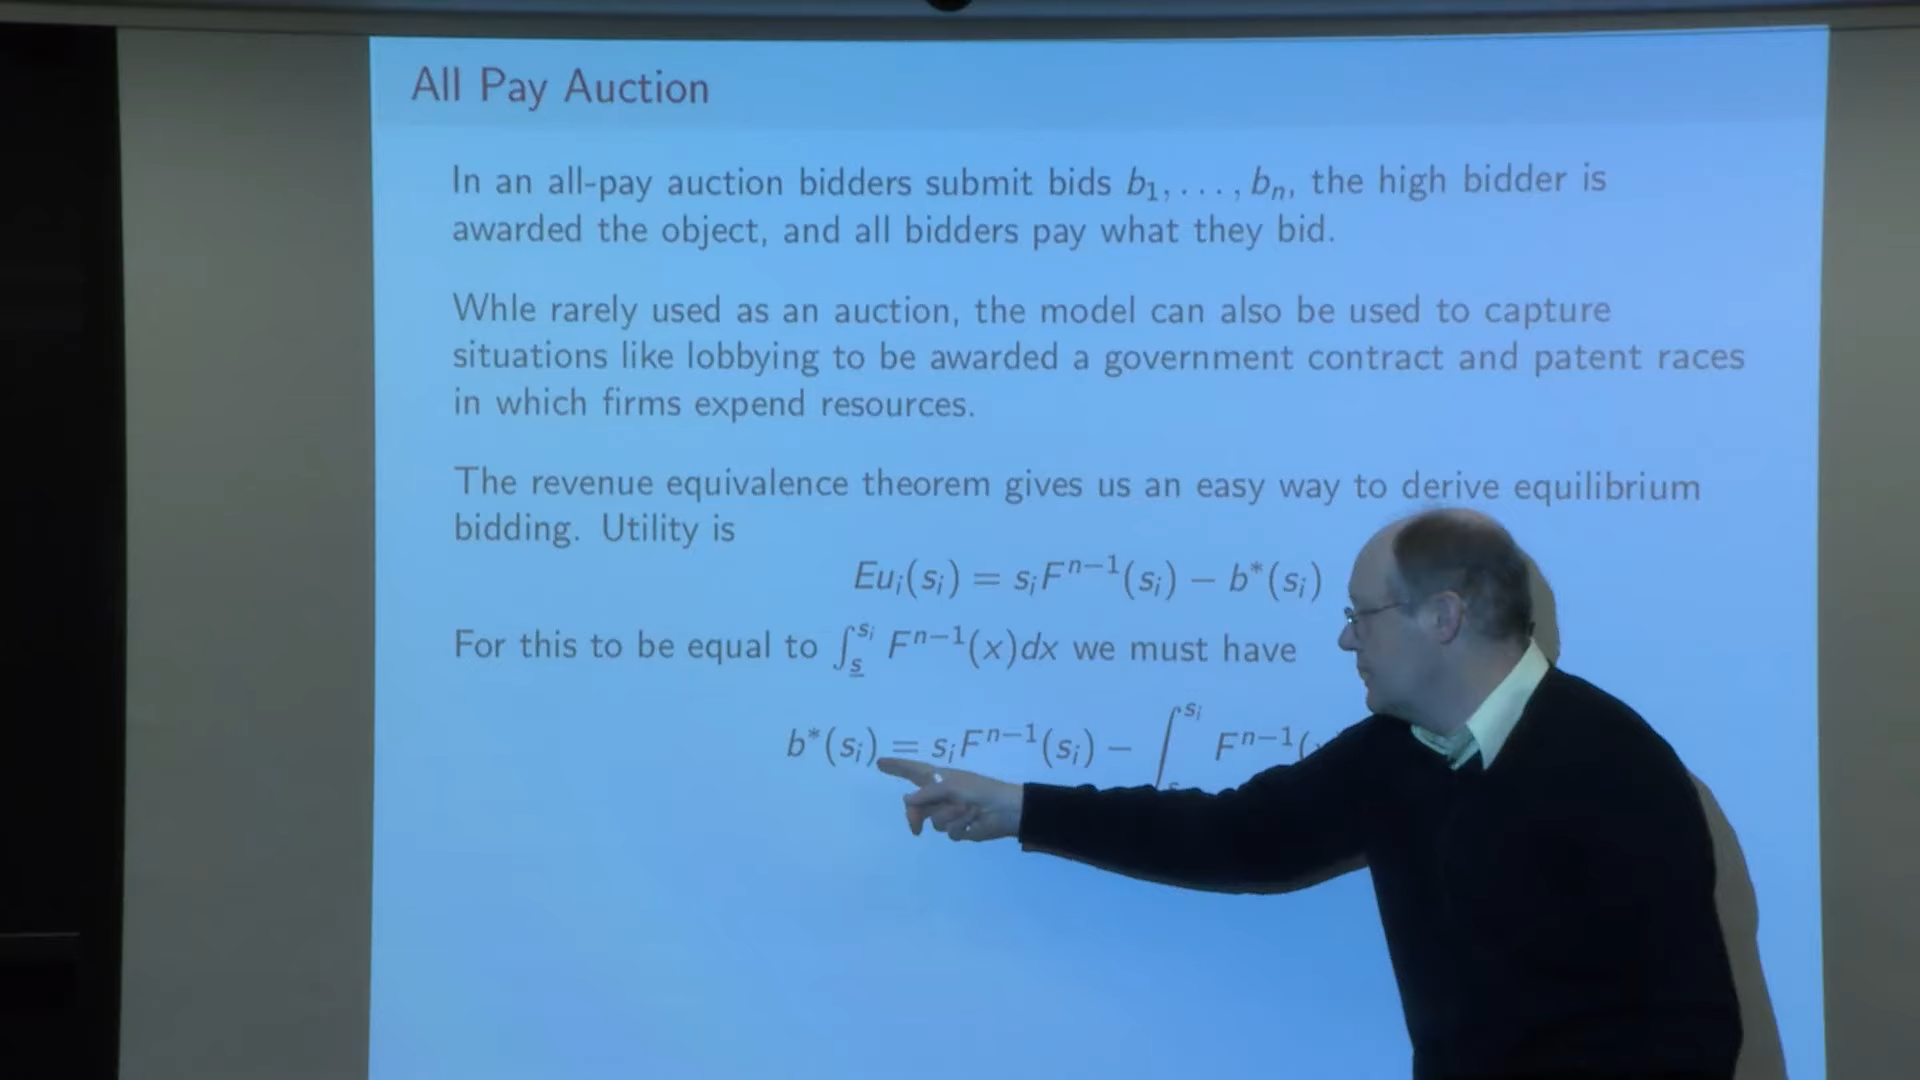 All Pay Auction
In an all-pay auction bidders submit bids b₁, . . . , bₙ, the high bidder is
awarded the object, and all bidders pay what they bid.
Whle rarely used as an auction, the model can also be used to capture
situations like lobbying to be awarded a government contract and patent races
in which firms expend resources.
The revenue equivalence theorem gives us an easy way to derive equilibrium
bidding. Utility is
Euᵢ(sᵢ) = sᵢFⁿ⁻¹(sᵢ) − b*(sᵢ)
For this to be equal to ∫_s̲^{sᵢ} Fⁿ⁻¹(x)dx we must have
b*(sᵢ) = sᵢFⁿ⁻¹(sᵢ) − ∫^{sᵢ} Fⁿ⁻¹(